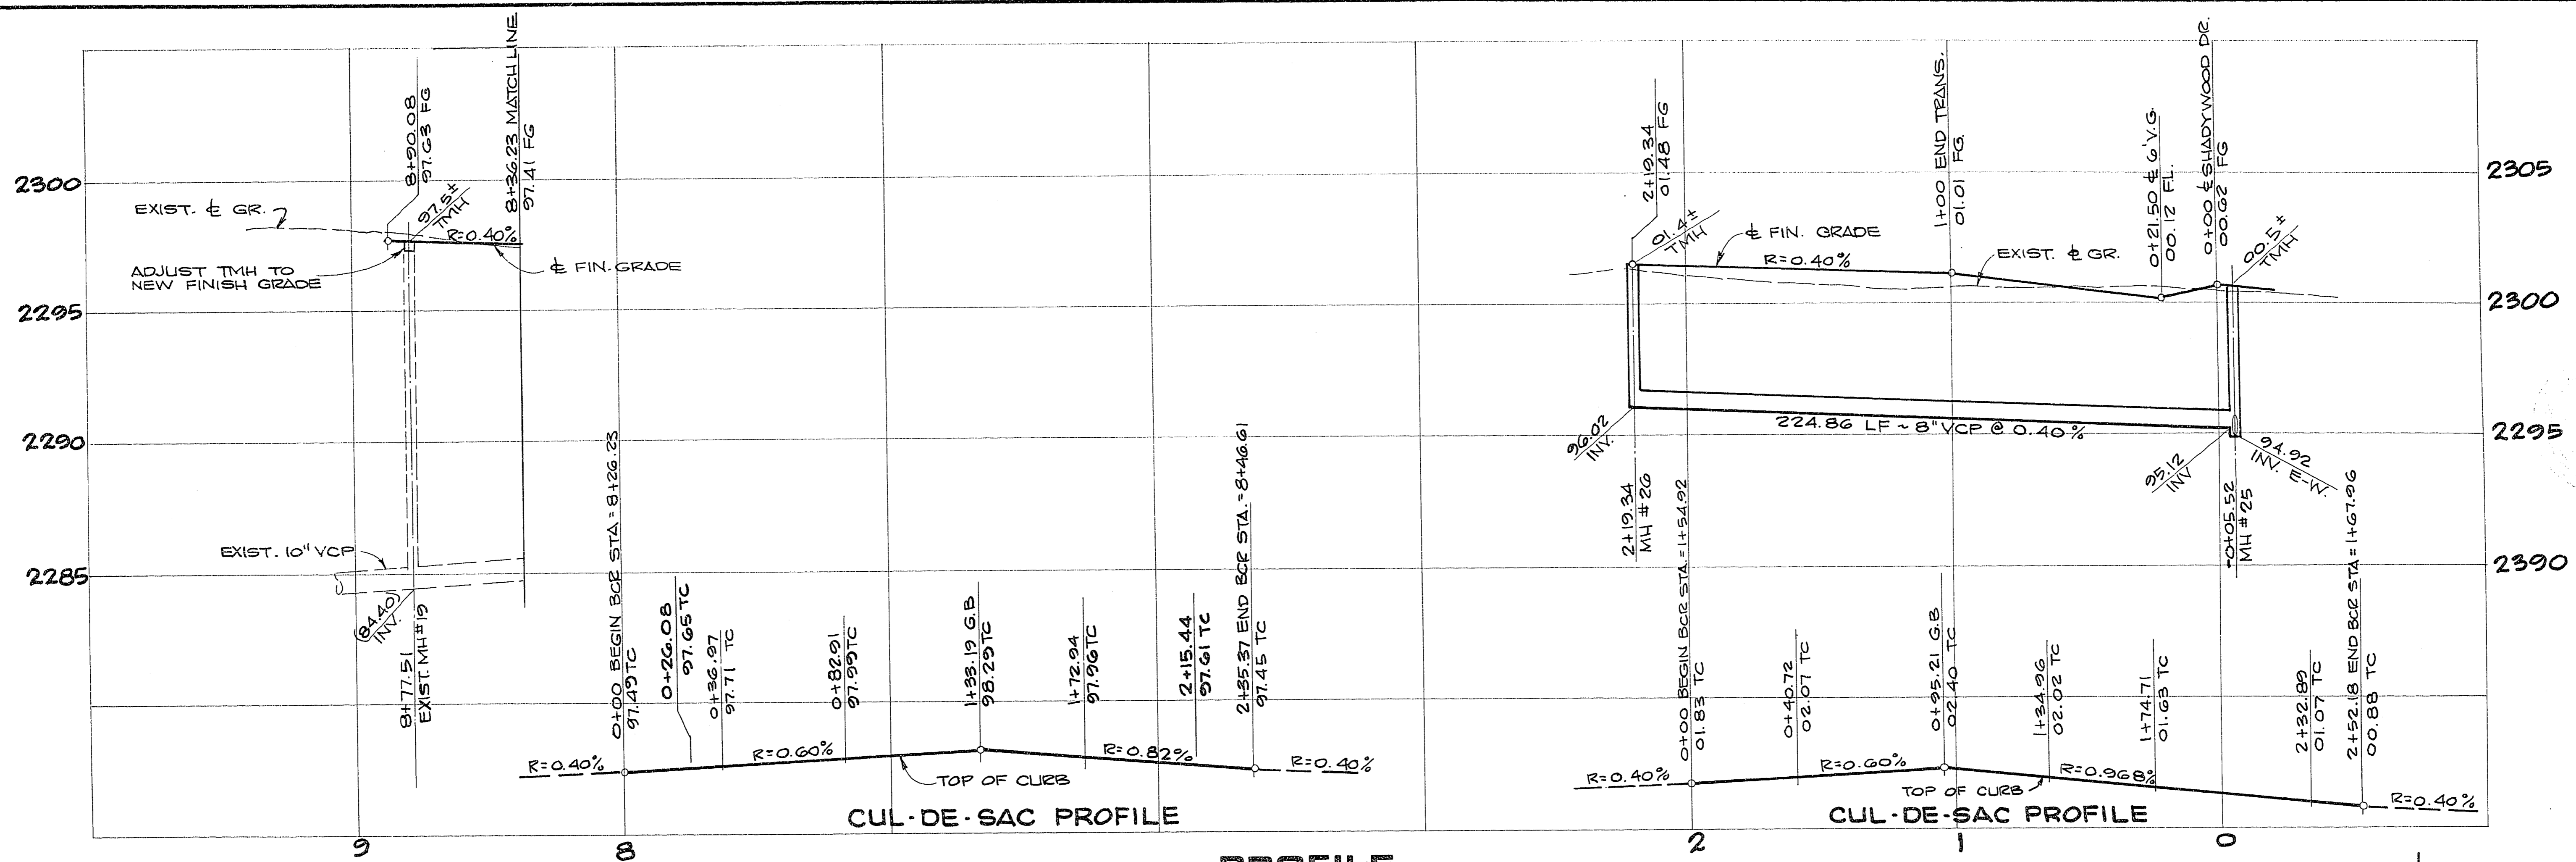 2300
2295
2290
2285
8+90.08
97.63 FG
97.5±
TMH
8+36.23 MATCH LINE
97.41 FG
EXIST. ℄ GR.
R=0.40%
℄ FIN. GRADE
ADJUST TMH TO
NEW FINISH GRADE
EXIST. 10" VCP
(84.40)
INV.
8+77.51
EXIST. MH#19
0+00 BEGIN BCR STA = 8+26.23
97.49 TC
0+26.08
97.65 TC
0+36.97
97.71 TC
0+82.91
97.99 TC
1+33.19 G.B
98.29 TC
1+72.94
97.96 TC
2+15.44
97.61 TC
2+35.37 END BCR STA. = 8+46.61
97.45 TC
R=0.40%
R=0.60%
R=0.82%
R=0.40%
TOP OF CURB
CUL-DE-SAC PROFILE
9
8
2+19.34
01.48 FG
01.4±
TMH
1+00 END TRANS.
01.01 FG.
0+21.50 ℄ 6' V.G.
00.12 F.L.
0+00 ℄ SHADYWOOD DR.
00.62 FG
00.5±
TMH
℄ FIN. GRADE
R=0.40%
EXIST. ℄ GR.
224.86 LF ~ 8" VCP @ 0.40%
96.02
INV.
95.12
INV
94.92
INV. E-W.
2+19.34
MH #26
-0+05.52
MH #25
2305
2300
2295
2390
0+00 BEGIN BCR STA. = 1+54.92
01.83 TC
0+40.72
02.07 TC
0+95.21 G.B
02.40 TC
1+34.96
02.02 TC
1+74.71
01.63 TC
2+32.89
01.07 TC
2+52.18 END BCR STA = 1+67.96
00.88 TC
R=0.40%
R=0.60%
R=0.968%
R=0.40%
TOP OF CURB
CUL-DE-SAC PROFILE
2
1
0
PROFILE